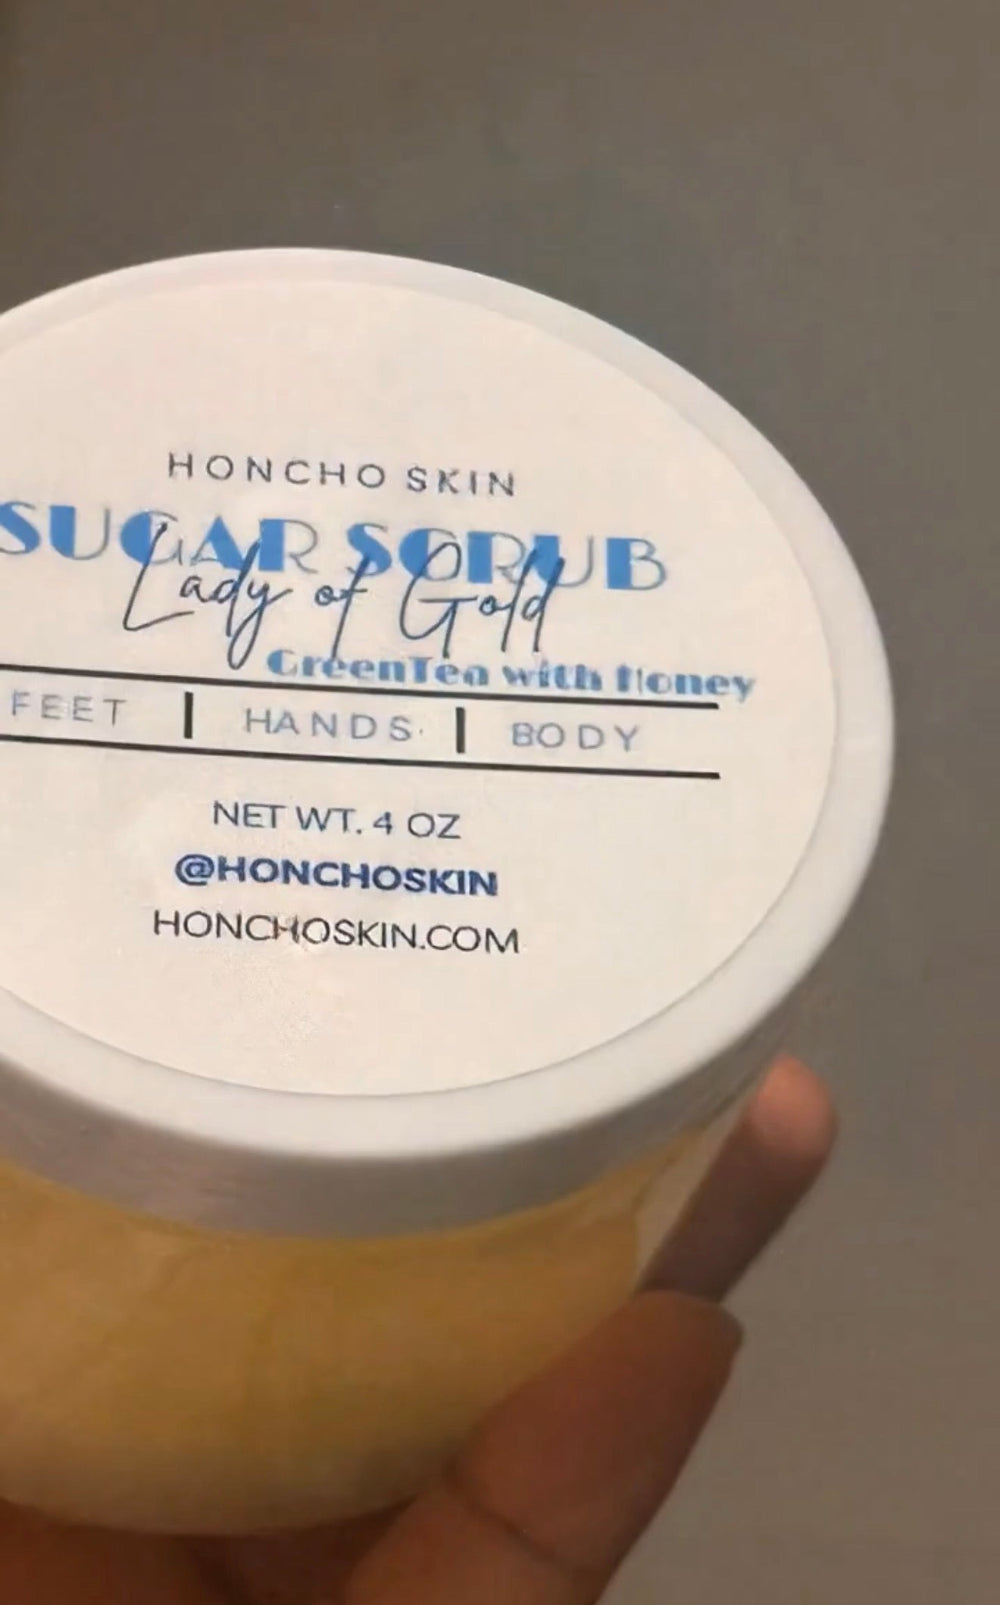 HONCHO SKIN
SUGAR SCRUB
Lady of Gold
GreenTea with Honey
FEET | HANDS | BODY
NET WT. 4 OZ
@HONCHOSKIN
HONCHOSKIN.COM